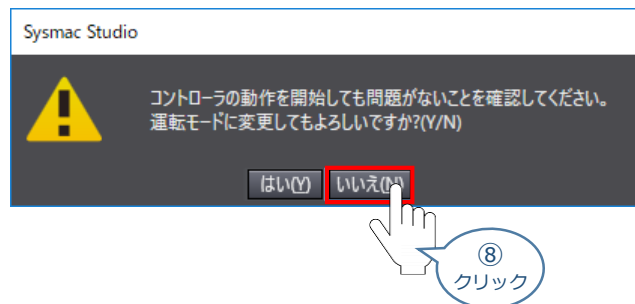 Sysmac Studio
コントローラの動作を開始しても問題がないことを確認してください。
運転モードに変更してもよろしいですか?(Y/N)
はい(Y) いいえ(N)
⑧
クリック